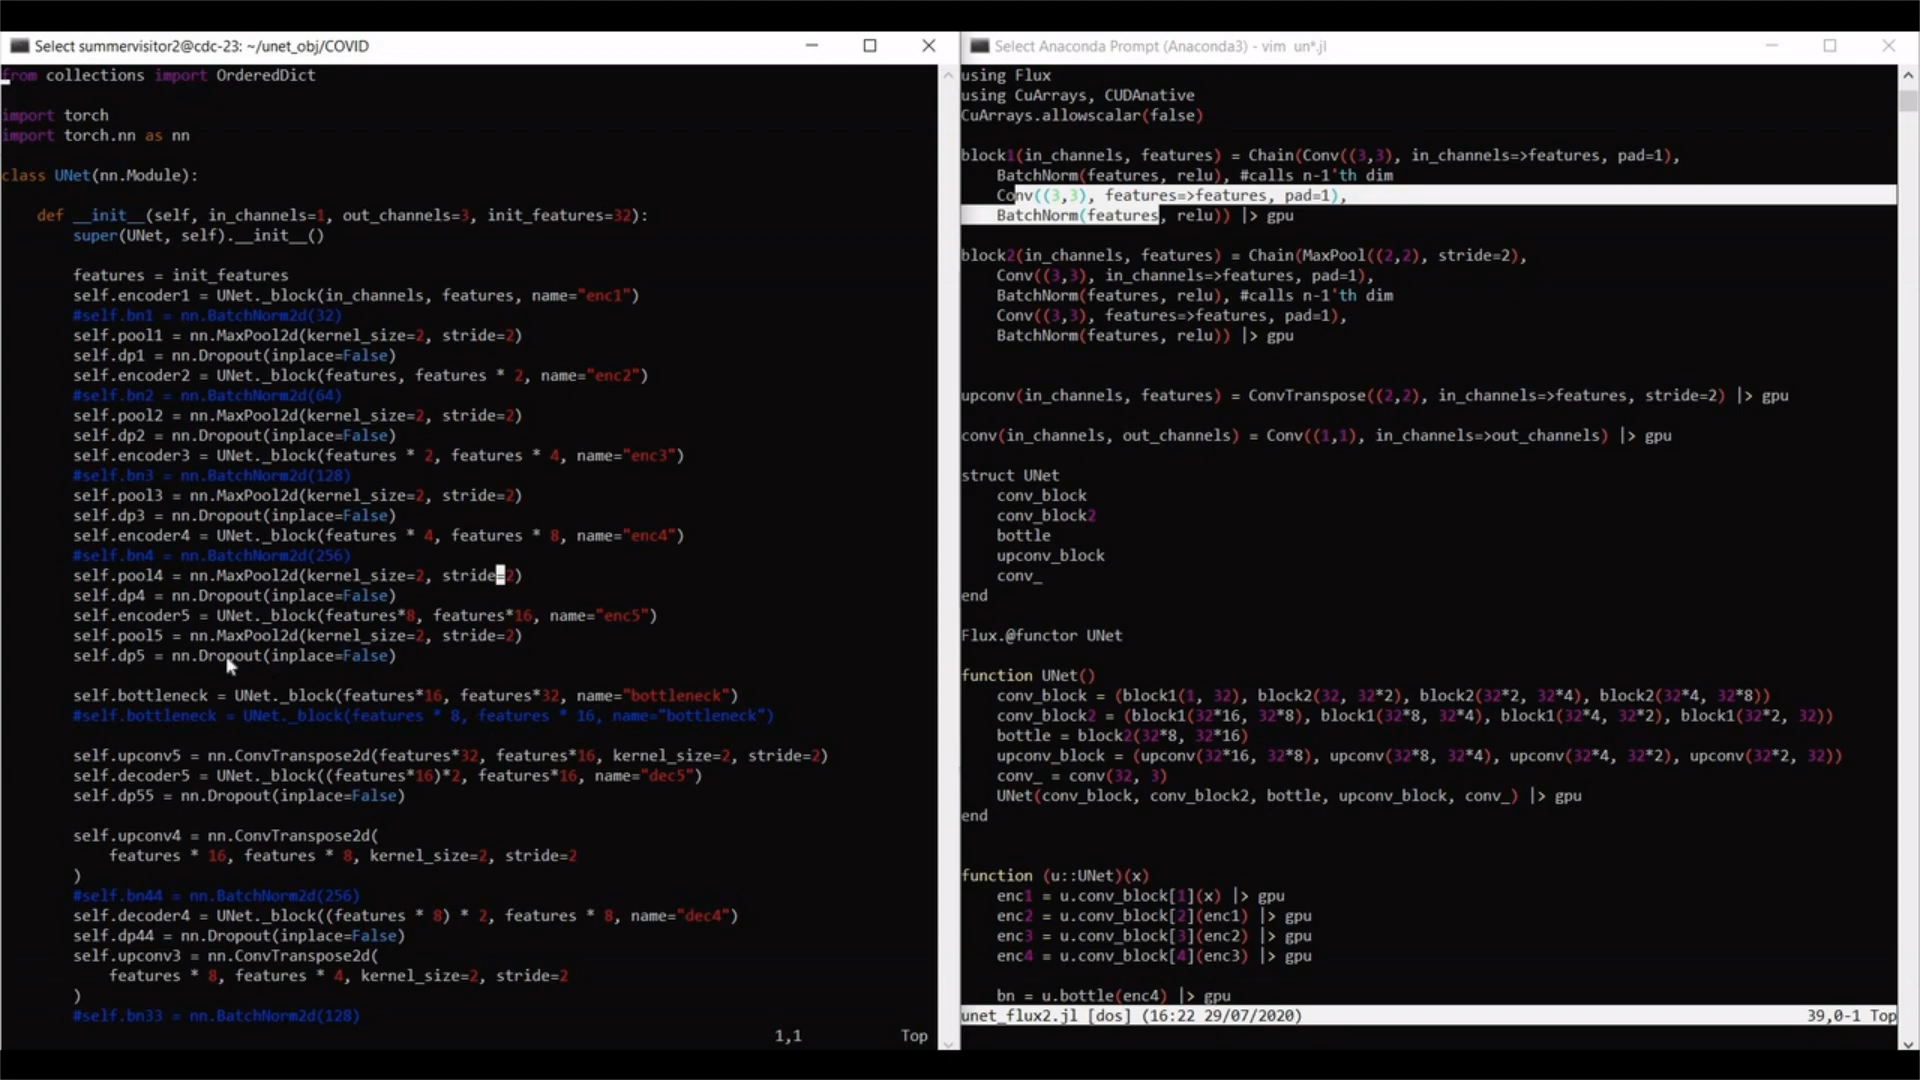 Select summervisitor2@cdc-23: ~/unet_obj/COVID
from collections import OrderedDict
import torch
import torch.nn as nn
class UNet(nn.Module):
def __init__(self, in_channels=1, out_channels=3, init_features=32):
super(UNet, self).__init__()
features = init_features
self.encoder1 = UNet._block(in_channels, features, name="enc1")
#self.bn1 = nn.BatchNorm2d(32)
self.pool1 = nn.MaxPool2d(kernel_size=2, stride=2)
self.dp1 = nn.Dropout(inplace=False)
self.encoder2 = UNet._block(features, features * 2, name="enc2")
#self.bn2 = nn.BatchNorm2d(64)
self.pool2 = nn.MaxPool2d(kernel_size=2, stride=2)
self.dp2 = nn.Dropout(inplace=False)
self.encoder3 = UNet._block(features * 2, features * 4, name="enc3")
#self.bn3 = nn.BatchNorm2d(128)
self.pool3 = nn.MaxPool2d(kernel_size=2, stride=2)
self.dp3 = nn.Dropout(inplace=False)
self.encoder4 = UNet._block(features * 4, features * 8, name="enc4")
#self.bn4 = nn.BatchNorm2d(256)
self.pool4 = nn.MaxPool2d(kernel_size=2, stride=2)
self.dp4 = nn.Dropout(inplace=False)
self.encoder5 = UNet._block(features*8, features*16, name="enc5")
self.pool5 = nn.MaxPool2d(kernel_size=2, stride=2)
self.dp5 = nn.Dropout(inplace=False)
self.bottleneck = UNet._block(features*16, features*32, name="bottleneck")
#self.bottleneck = UNet._block(features * 8, features * 16, name="bottleneck")
self.upconv5 = nn.ConvTranspose2d(features*32, features*16, kernel_size=2, stride=2)
self.decoder5 = UNet._block((features*16)*2, features*16, name="dec5")
self.dp55 = nn.Dropout(inplace=False)
self.upconv4 = nn.ConvTranspose2d(
features * 16, features * 8, kernel_size=2, stride=2
)
#self.bn44 = nn.BatchNorm2d(256)
self.decoder4 = UNet._block((features * 8) * 2, features * 8, name="dec4")
self.dp44 = nn.Dropout(inplace=False)
self.upconv3 = nn.ConvTranspose2d(
features * 8, features * 4, kernel_size=2, stride=2
)
#self.bn33 = nn.BatchNorm2d(128)
1,1 Top
Select Anaconda Prompt (Anaconda3) - vim un*.jl
using Flux
using CuArrays, CUDAnative
CuArrays.allowscalar(false)
block1(in_channels, features) = Chain(Conv((3,3), in_channels=>features, pad=1),
BatchNorm(features, relu), #calls n-1'th dim
Conv((3,3), features=>features, pad=1),
BatchNorm(features, relu)) |> gpu
block2(in_channels, features) = Chain(MaxPool((2,2), stride=2),
Conv((3,3), in_channels=>features, pad=1),
BatchNorm(features, relu), #calls n-1'th dim
Conv((3,3), features=>features, pad=1),
BatchNorm(features, relu)) |> gpu
upconv(in_channels, features) = ConvTranspose((2,2), in_channels=>features, stride=2) |> gpu
conv(in_channels, out_channels) = Conv((1,1), in_channels=>out_channels) |> gpu
struct UNet
conv_block
conv_block2
bottle
upconv_block
conv_
end
Flux.@functor UNet
function UNet()
conv_block = (block1(1, 32), block2(32, 32*2), block2(32*2, 32*4), block2(32*4, 32*8))
conv_block2 = (block1(32*16, 32*8), block1(32*8, 32*4), block1(32*4, 32*2), block1(32*2, 32))
bottle = block2(32*8, 32*16)
upconv_block = (upconv(32*16, 32*8), upconv(32*8, 32*4), upconv(32*4, 32*2), upconv(32*2, 32))
conv_ = conv(32, 3)
UNet(conv_block, conv_block2, bottle, upconv_block, conv_) |> gpu
end
function (u::UNet)(x)
enc1 = u.conv_block[1](x) |> gpu
enc2 = u.conv_block[2](enc1) |> gpu
enc3 = u.conv_block[3](enc2) |> gpu
enc4 = u.conv_block[4](enc3) |> gpu
bn = u.bottle(enc4) |> gpu
unet_flux2.jl [dos] (16:22 29/07/2020) 39,0-1 Top